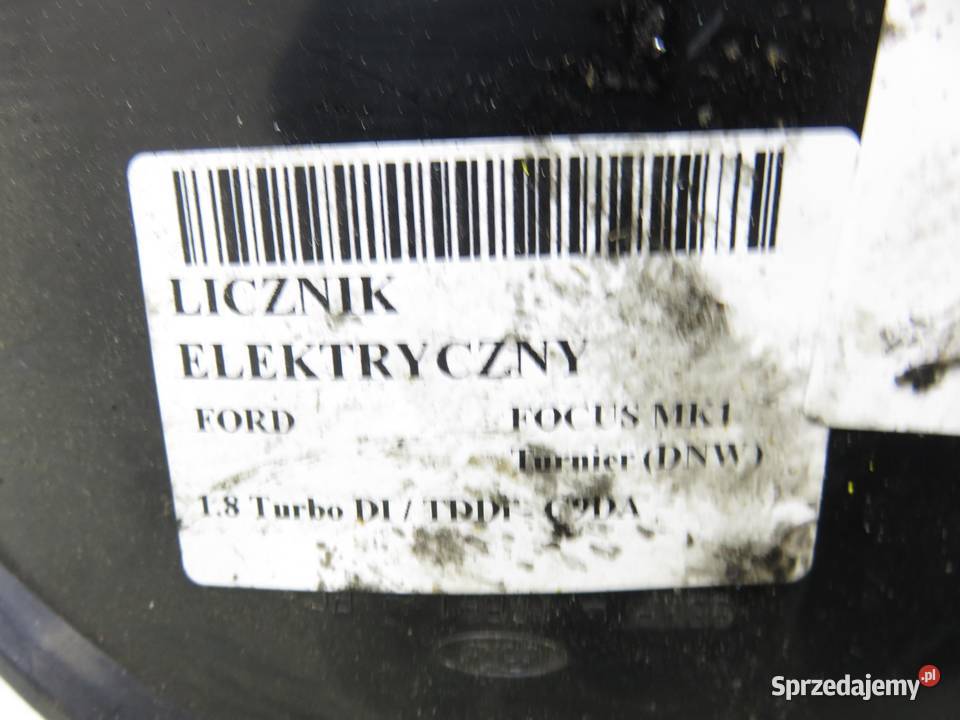 LICZNIK
ELEKTRYCZNY
FORD FOCUS MK1
Turnier (DNW)
1.8 Turbo DI / TDDI - C9DA
Sprzedajemy.pl